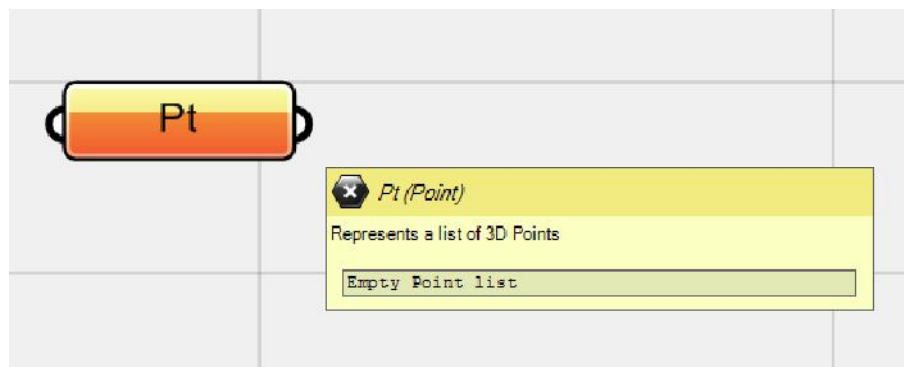 Pt
Pt (Point)
Represents a list of 3D Points
Empty Point list